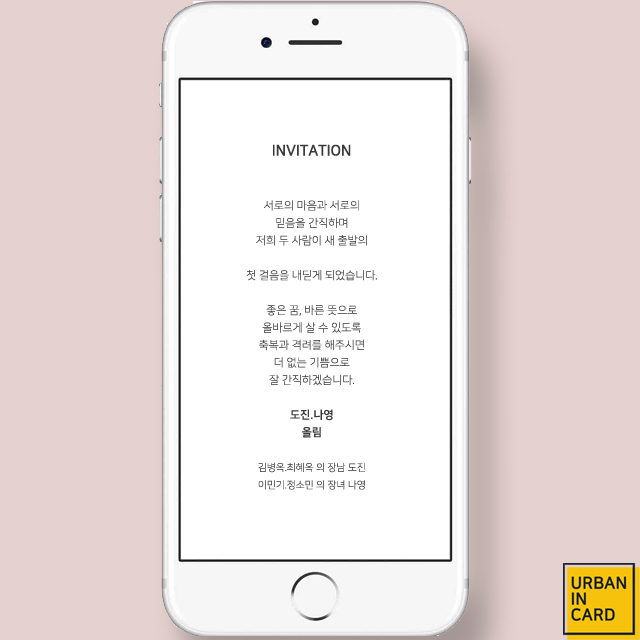 INVITATION
서로의 마음과 서로의
믿음을 간직하며
저희 두 사람이 새 출발의
첫 걸음을 내딛게 되었습니다.
좋은 꿈, 바른 뜻으로
올바르게 살 수 있도록
축복과 격려를 해주시면
더 없는 기쁨으로
잘 간직하겠습니다.
도진.나영
올림
김병옥.최혜옥 의 장남 도진
이민기.정소민 의 장녀 나영
URBAN
IN
CARD